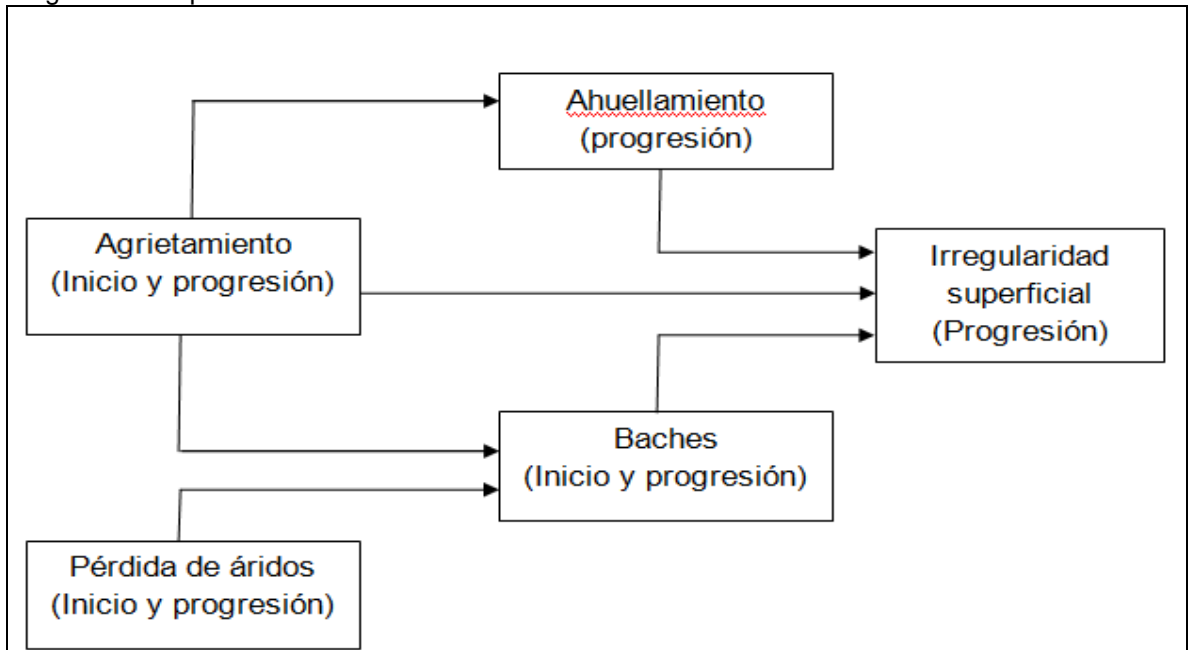 Ahuellamiento
(progresión)
Agrietamiento
(Inicio y progresión)
Irregularidad
superficial
(Progresión)
Baches
(Inicio y progresión)
Pérdida de áridos
(Inicio y progresión)